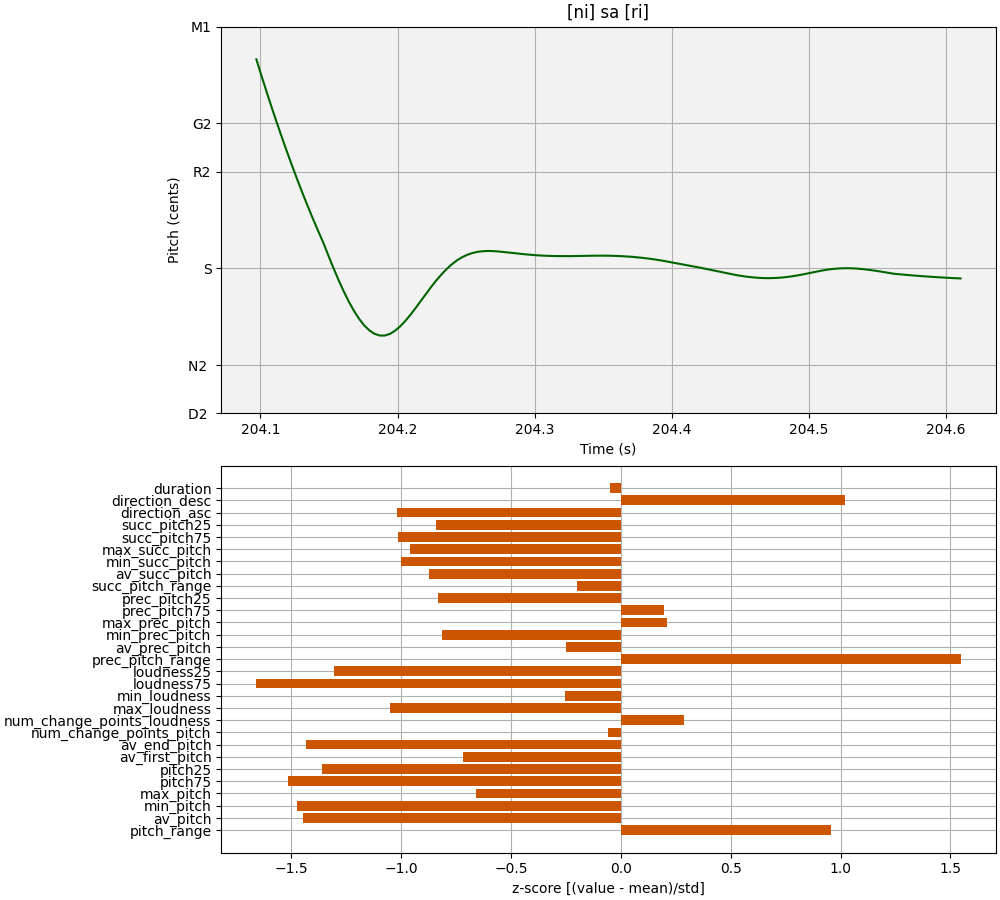 [ni] sa [ri]
M1
G2
R2
S
N2
D2
Pitch (cents)
204.1 204.2 204.3 204.4 204.5 204.6
Time (s)
duration
direction_desc
direction_asc
succ_pitch25
succ_pitch75
max_succ_pitch
min_succ_pitch
av_succ_pitch
succ_pitch_range
prec_pitch25
prec_pitch75
max_prec_pitch
min_prec_pitch
av_prec_pitch
prec_pitch_range
loudness25
loudness75
min_loudness
max_loudness
num_change_points_loudness
num_change_points_pitch
av_end_pitch
av_first_pitch
pitch25
pitch75
max_pitch
min_pitch
av_pitch
pitch_range
−1.5 −1.0 −0.5 0.0 0.5 1.0 1.5
z-score [(value - mean)/std]